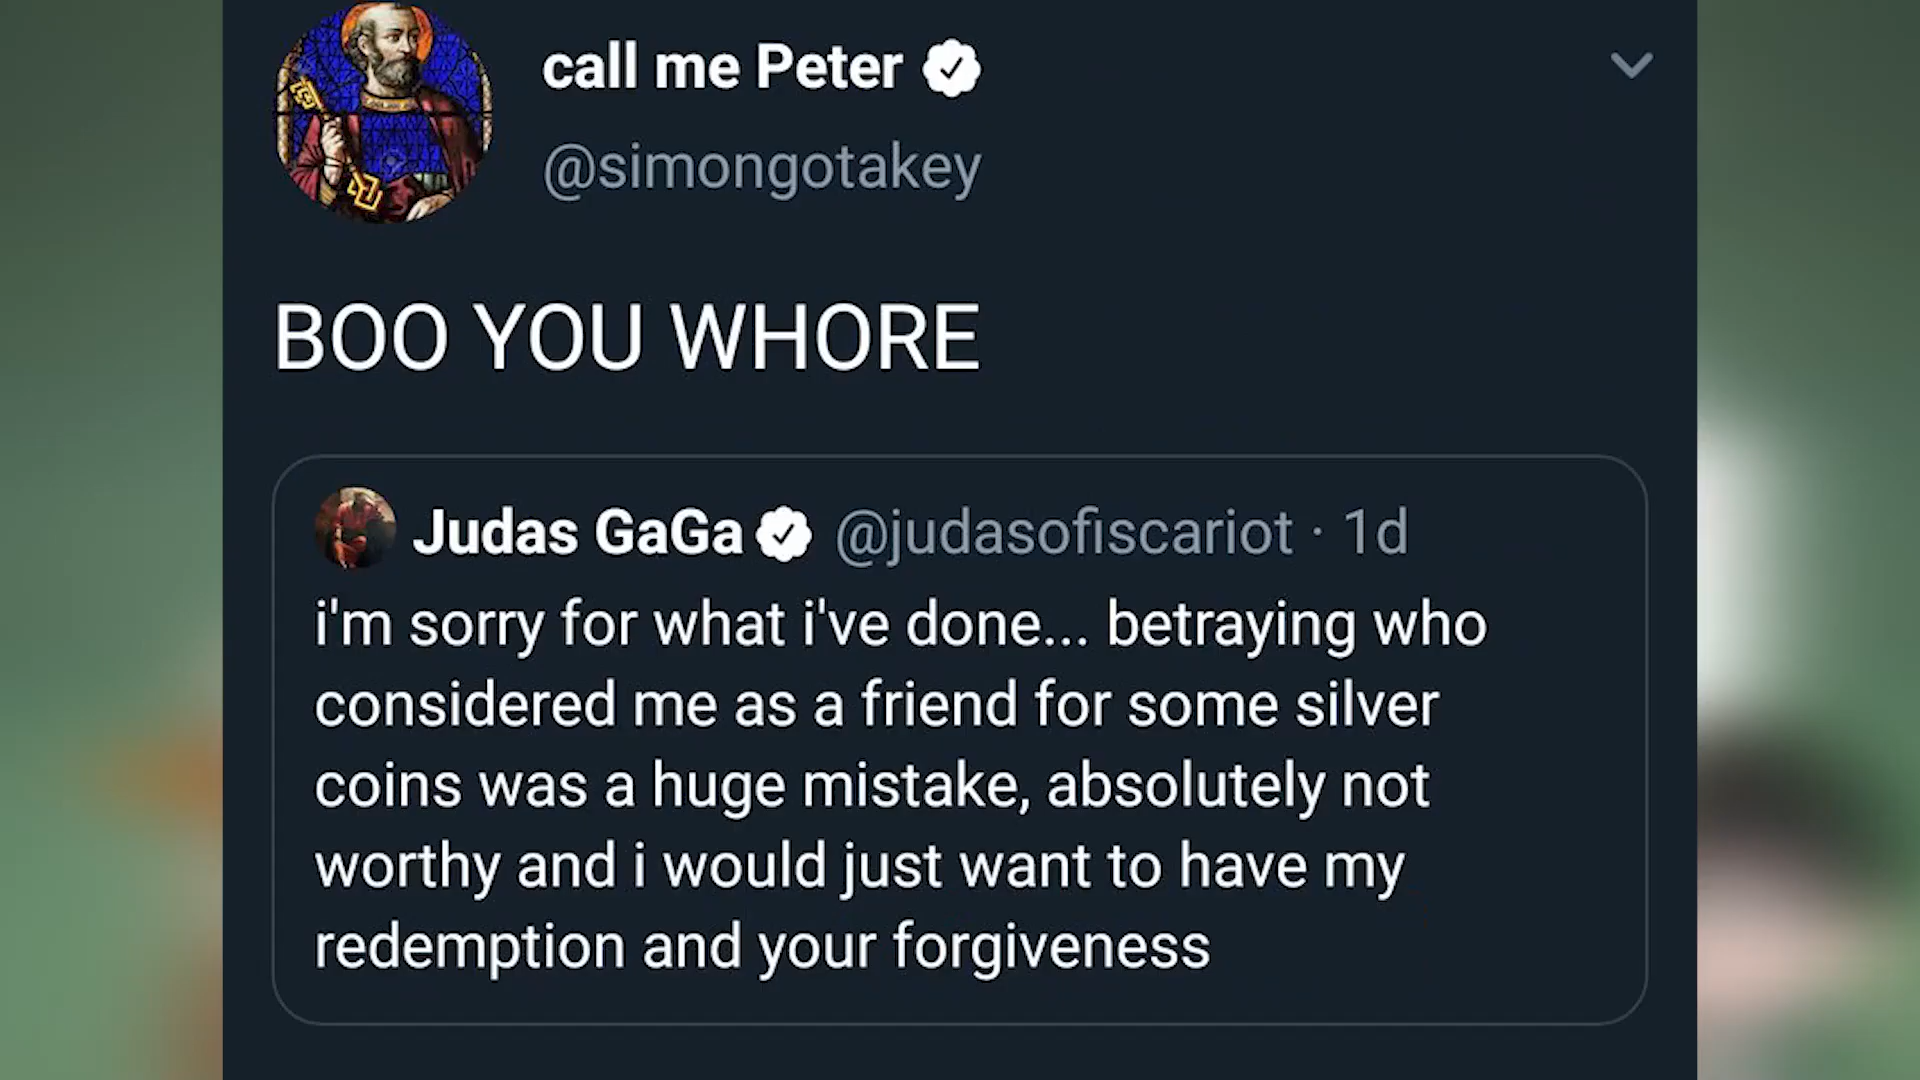 call me Peter
@simongotakey
BOO YOU WHORE
Judas GaGa @judasofiscariot · 1d
i'm sorry for what i've done... betraying who
considered me as a friend for some silver
coins was a huge mistake, absolutely not
worthy and i would just want to have my
redemption and your forgiveness